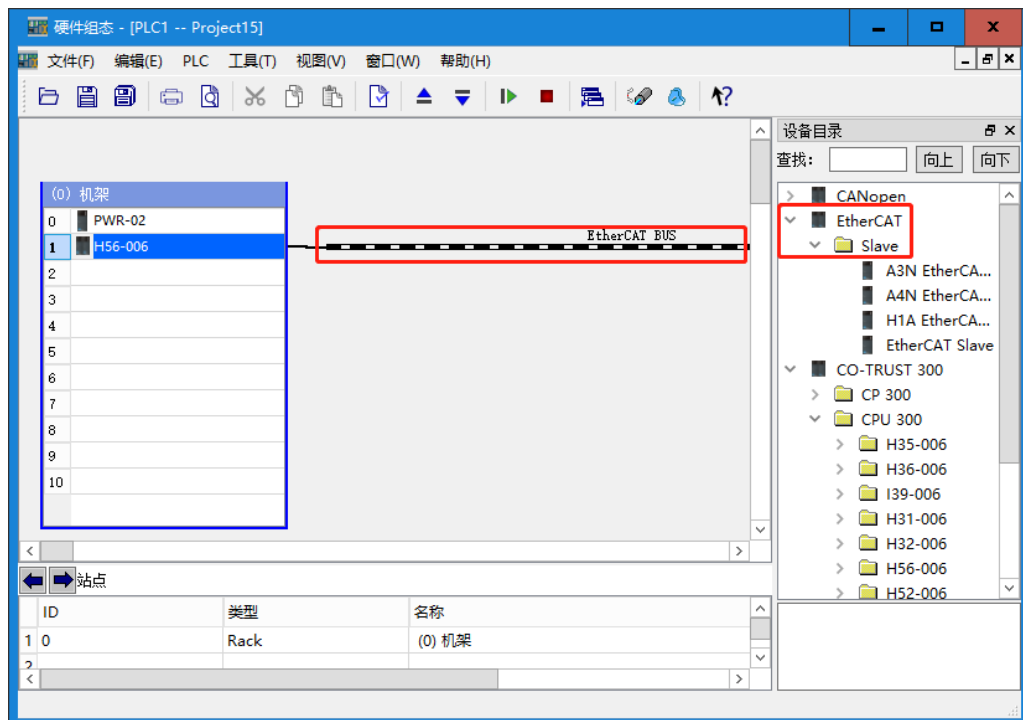 硬件组态 - [PLC1 -- Project15]
文件(F) 编辑(E) PLC 工具(T) 视图(V) 窗口(W) 帮助(H)
设备目录
查找: 向上 向下
(0) 机架
0 PWR-02
1 H56-006
2
3
4
5
6
7
8
9
10
EtherCAT BUS
CANopen
EtherCAT
Slave
A3N EtherCA...
A4N EtherCA...
H1A EtherCA...
EtherCAT Slave
CO-TRUST 300
CP 300
CPU 300
H35-006
H36-006
I39-006
H31-006
H32-006
H56-006
H52-006
站点
ID 类型 名称
1 0 Rack (0) 机架
2